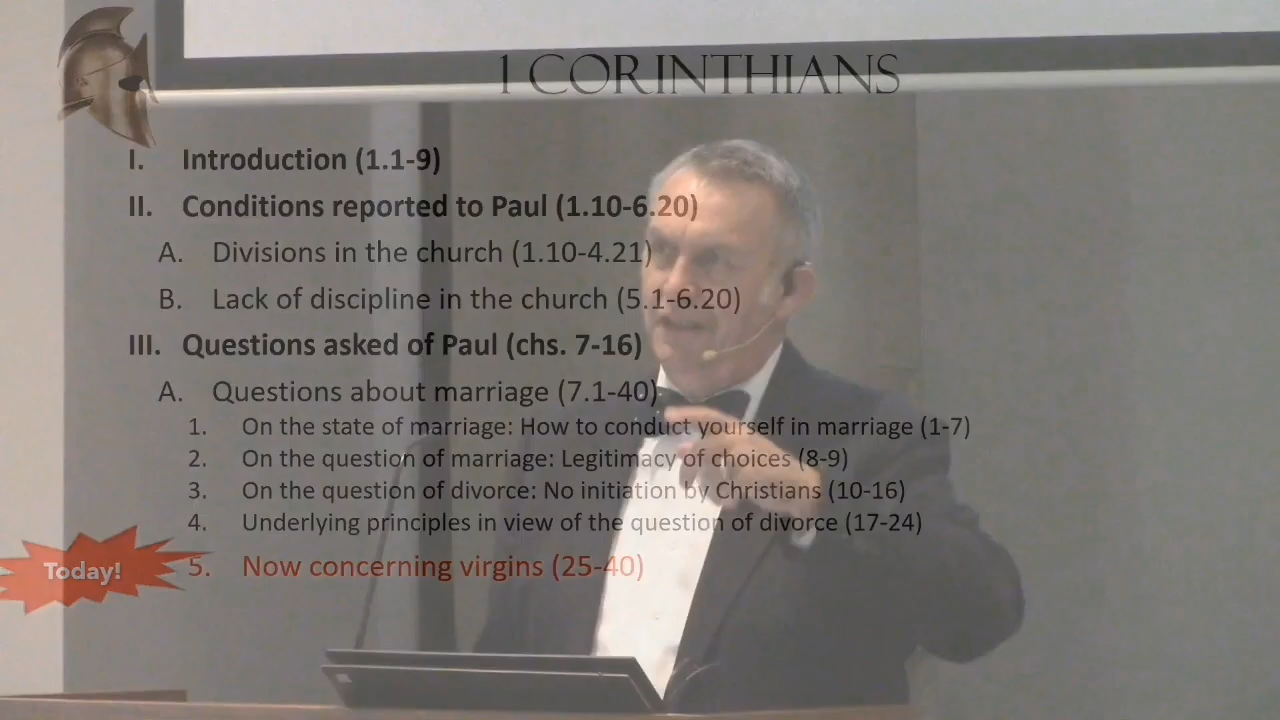 1 CORINTHIANS
I. Introduction (1.1-9)
II. Conditions reported to Paul (1.10-6.20)
A. Divisions in the church (1.10-4.21)
B. Lack of discipline in the church (5.1-6.20)
III. Questions asked of Paul (chs. 7-16)
A. Questions about marriage (7.1-40)
1. On the state of marriage: How to conduct yourself in marriage (1-7)
2. On the question of marriage: Legitimacy of choices (8-9)
3. On the question of divorce: No initiation by Christians (10-16)
4. Underlying principles in view of the question of divorce (17-24)
Today! 5. Now concerning virgins (25-40)